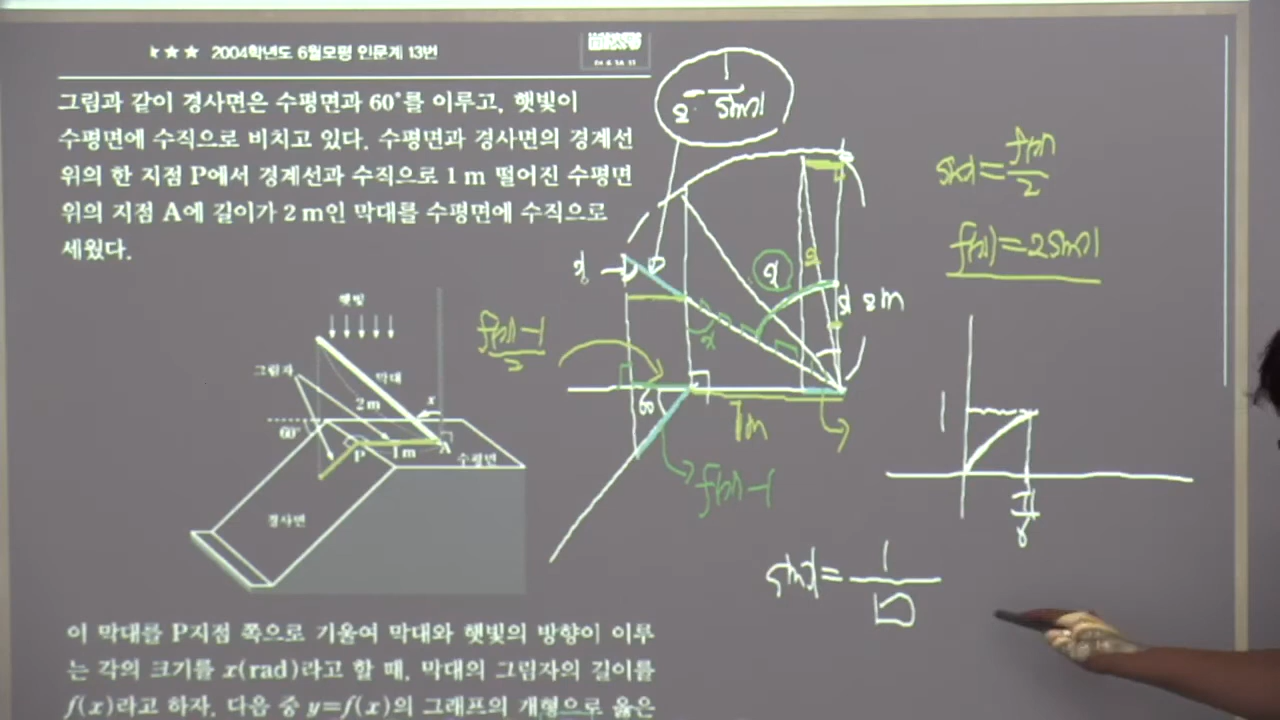 ★★★ 2004학년도 6월모평 인문계 13번
그림과 같이 경사면은 수평면과 60°를 이루고, 햇빛이
수평면에 수직으로 비치고 있다. 수평면과 경사면의 경계선
위의 한 지점 P에서 경계선과 수직으로 1 m 떨어진 수평면
위의 지점 A에 길이가 2 m인 막대를 수평면에 수직으로
세웠다.
햇빛
그림자
막대
2 m
x
60°
P
1 m
A
수평면
경사면
이 막대를 P지점 쪽으로 기울여 막대와 햇빛의 방향이 이루
는 각의 크기를 x(rad)라고 할 때, 막대의 그림자의 길이를
f(x)라고 하자. 다음 중 y=f(x)의 그래프의 개형으로 옳은
2 - 1/sinx
x
x
2m
f(x)-1/2
60
1m
f(x)-1
sinx = f(x)/2
f(x) = 2sinx
1
π/6
sinx = 1/